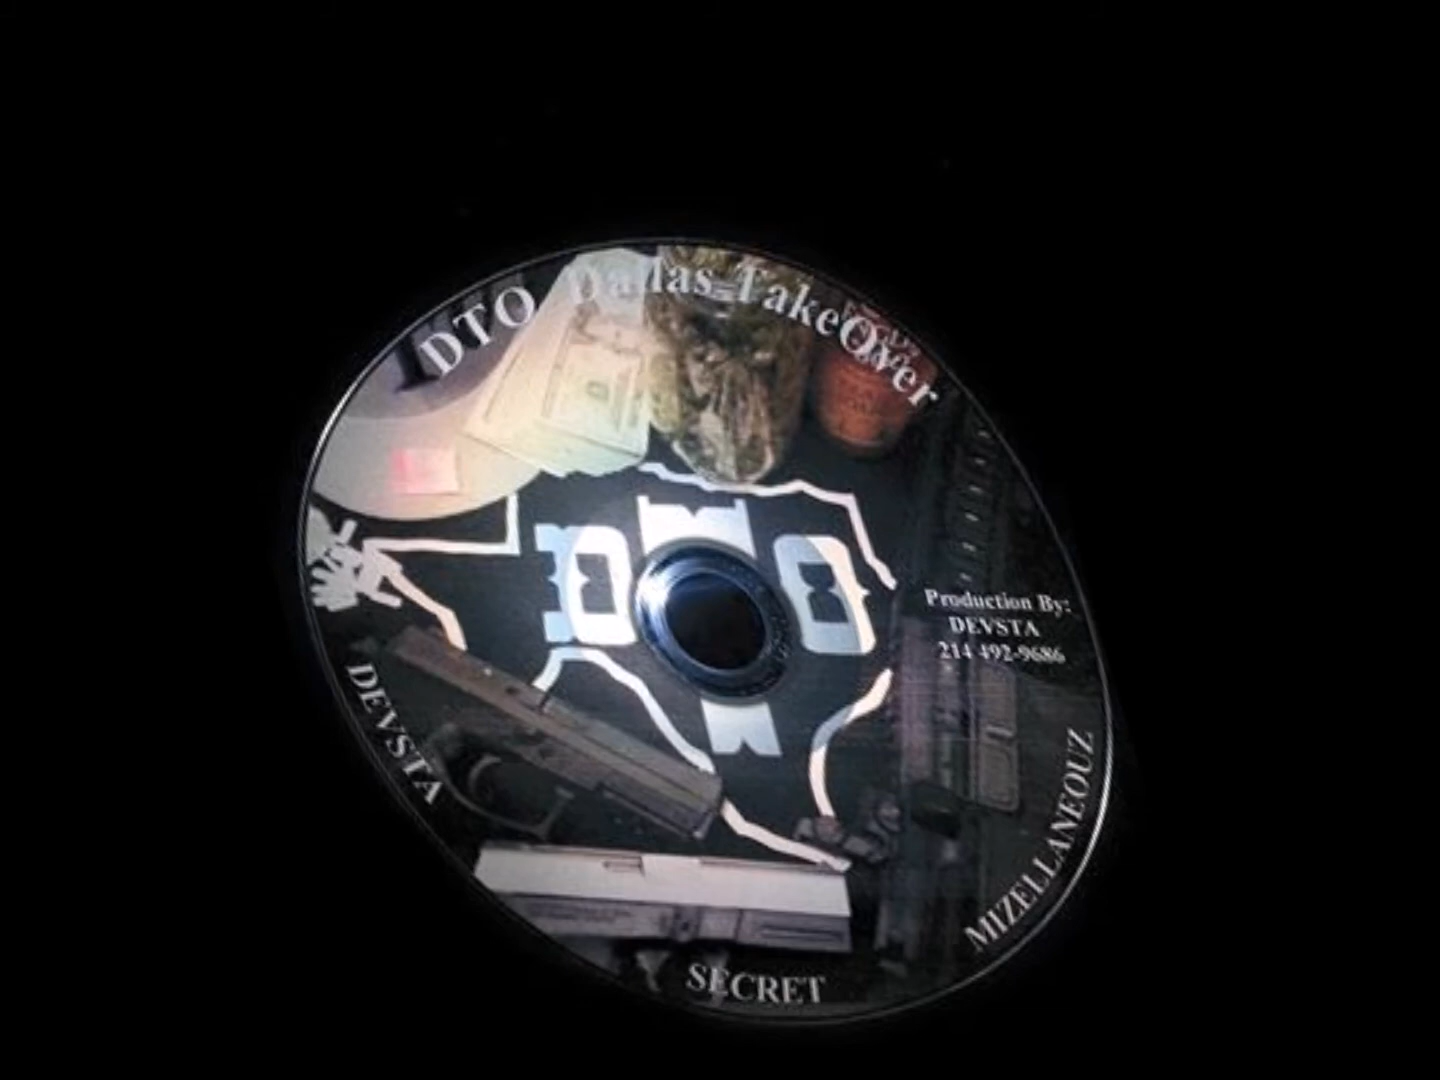 DTO Dallas TakeOver
Production By:
DEVSTA
214 492-9686
DEVSTA
MIZELLANEOUZ
SECRET